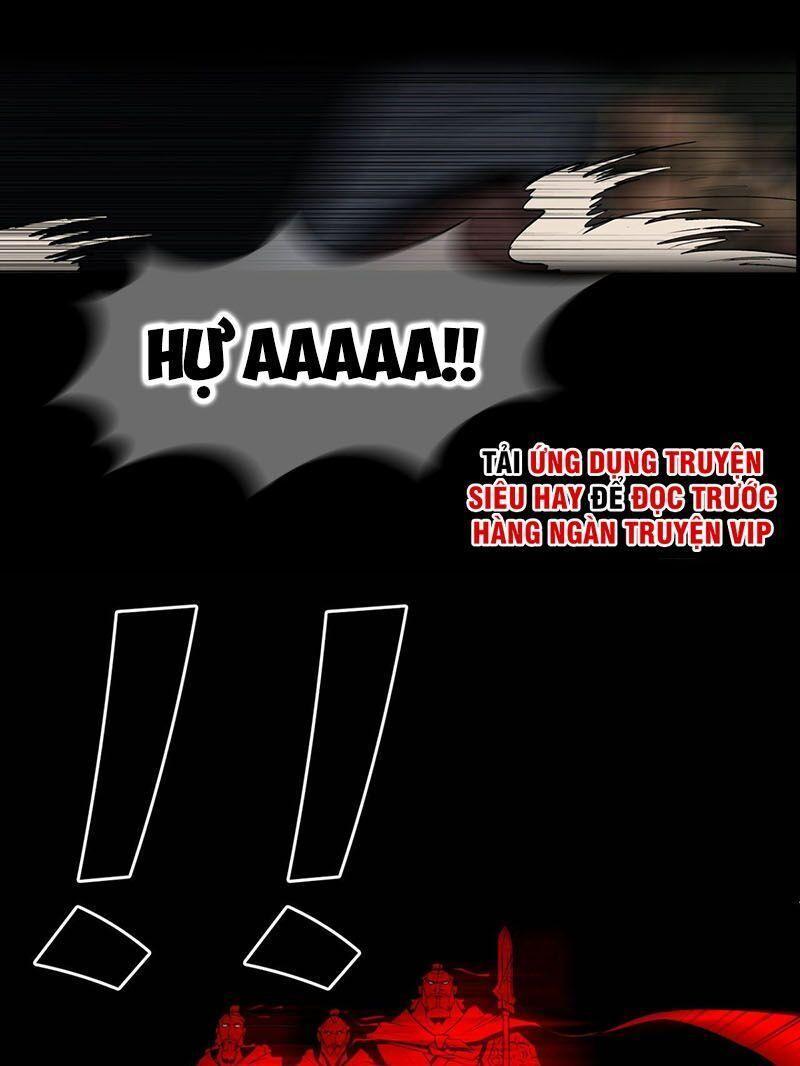 HỰ AAAAA!!
TẢI ỨNG DỤNG TRUYỆN
SIÊU HAY ĐỂ ĐỌC TRƯỚC
HÀNG NGÀN TRUYỆN VIP
!!